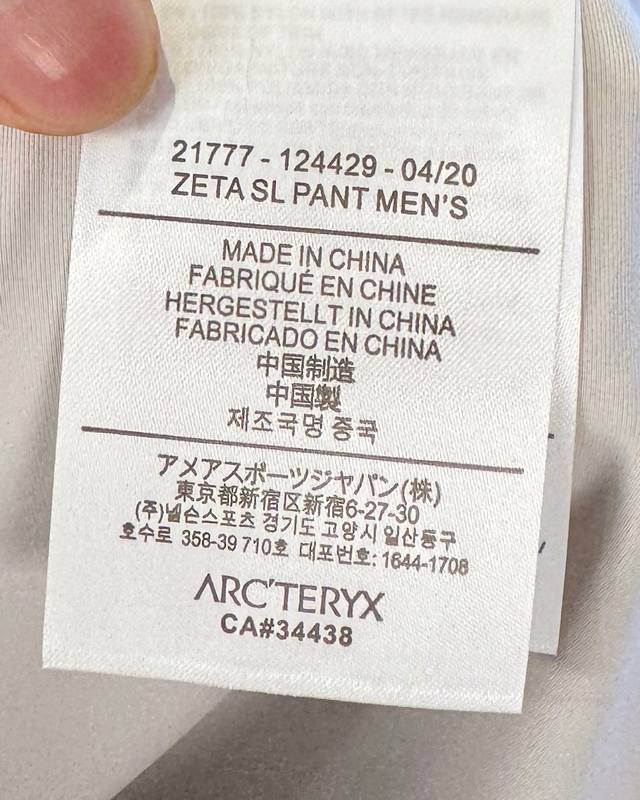 21777 - 124429 - 04/20
ZETA SL PANT MEN'S
MADE IN CHINA
FABRIQUÉ EN CHINE
HERGESTELLT IN CHINA
FABRICADO EN CHINA
中国制造
中国製
제조국명 중국
アメアスポーツジャパン(株)
東京都新宿区新宿6-27-30
(주)넬슨스포츠 경기도 고양시 일산동구
호수로 358-39 710호 대표번호: 1644-1708
ARC'TERYX
CA#34438